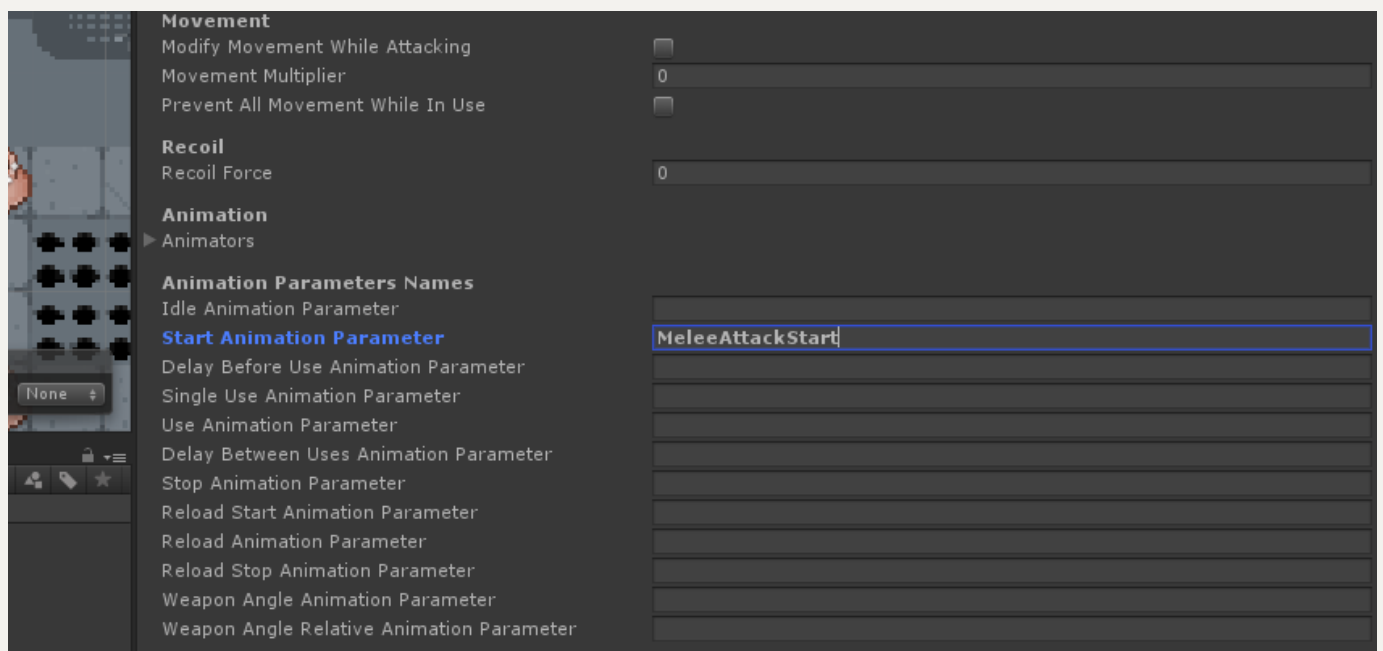 Movement
Modify Movement While Attacking
Movement Multiplier 0
Prevent All Movement While In Use
Recoil
Recoil Force 0
Animation
Animators
Animation Parameters Names
Idle Animation Parameter
Start Animation Parameter MeleeAttackStart
Delay Before Use Animation Parameter
None
Single Use Animation Parameter
Use Animation Parameter
Delay Between Uses Animation Parameter
Stop Animation Parameter
Reload Start Animation Parameter
Reload Animation Parameter
Reload Stop Animation Parameter
Weapon Angle Animation Parameter
Weapon Angle Relative Animation Parameter